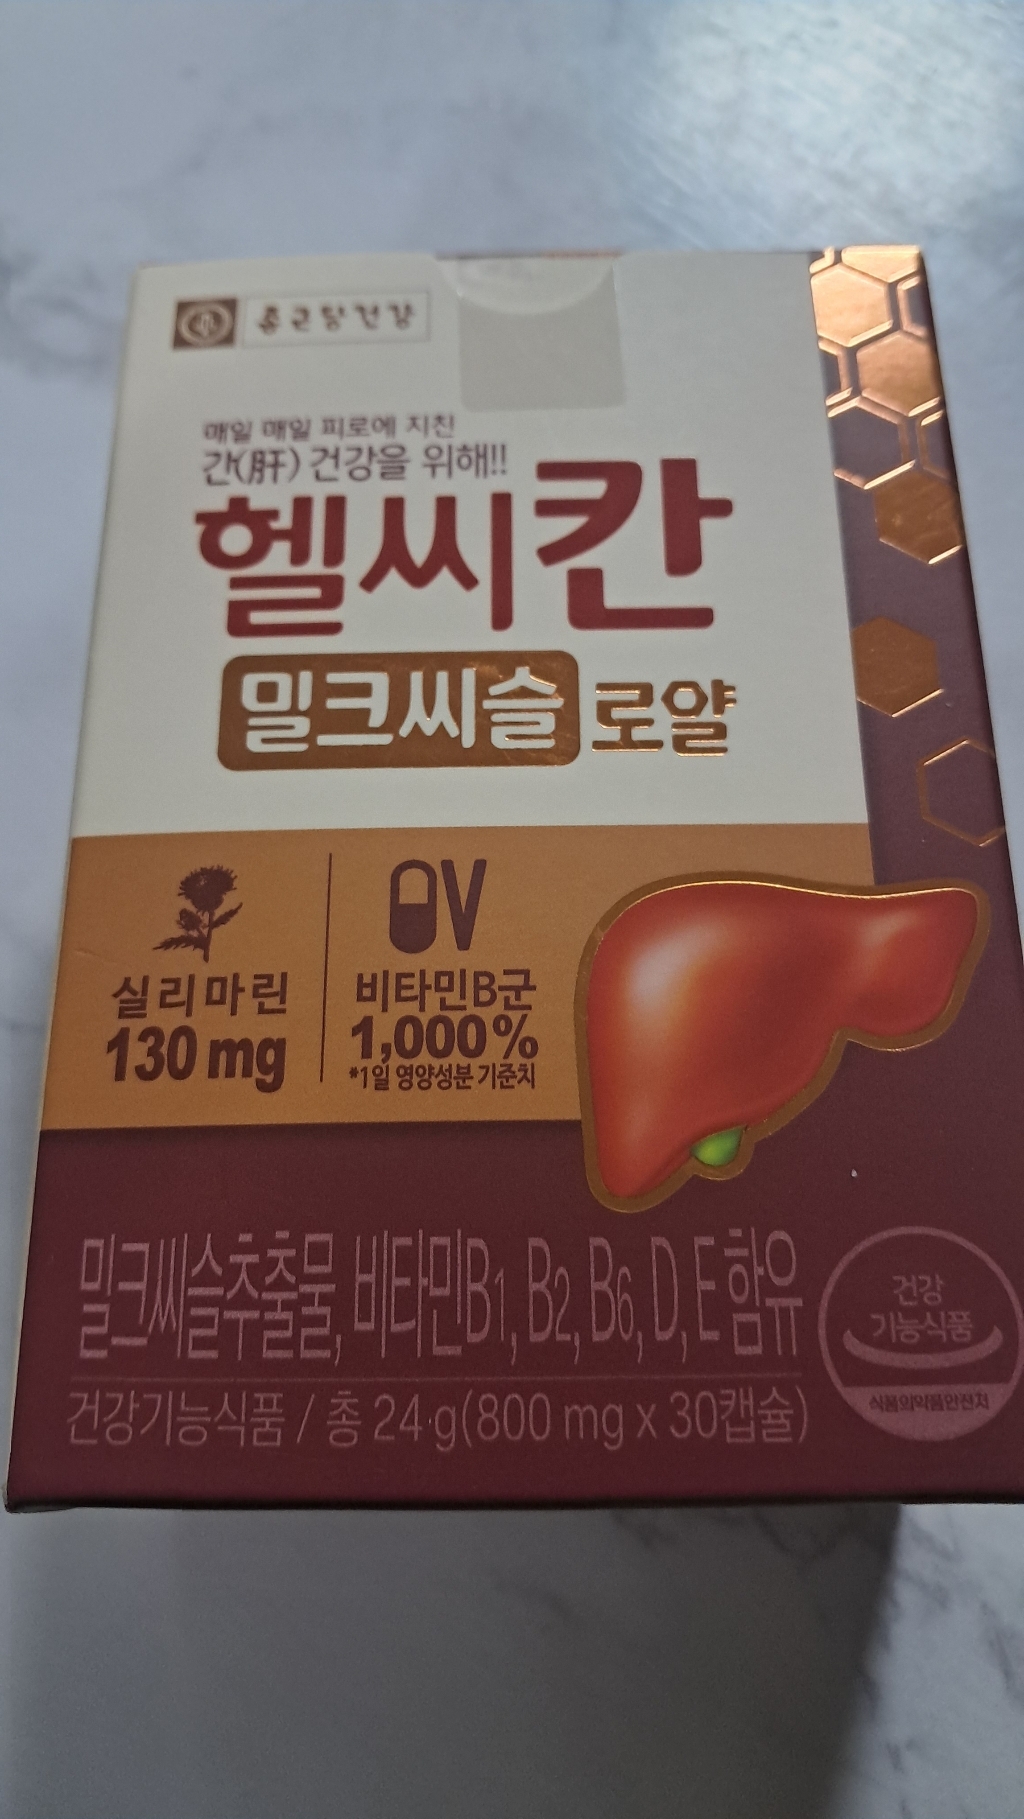 종근당건강
매일 매일 피로에 지친
간(肝) 건강을 위해!!
헬씨칸
밀크씨슬 로얄
실리마린
130 mg
V
비타민B군
1,000%
*1일 영양성분 기준치
밀크씨슬추출물, 비타민B1, B2, B6, D, E 함유
건강기능식품 / 총 24 g(800 mg x 30캡슐)
건강
기능식품
식품의약품안전처